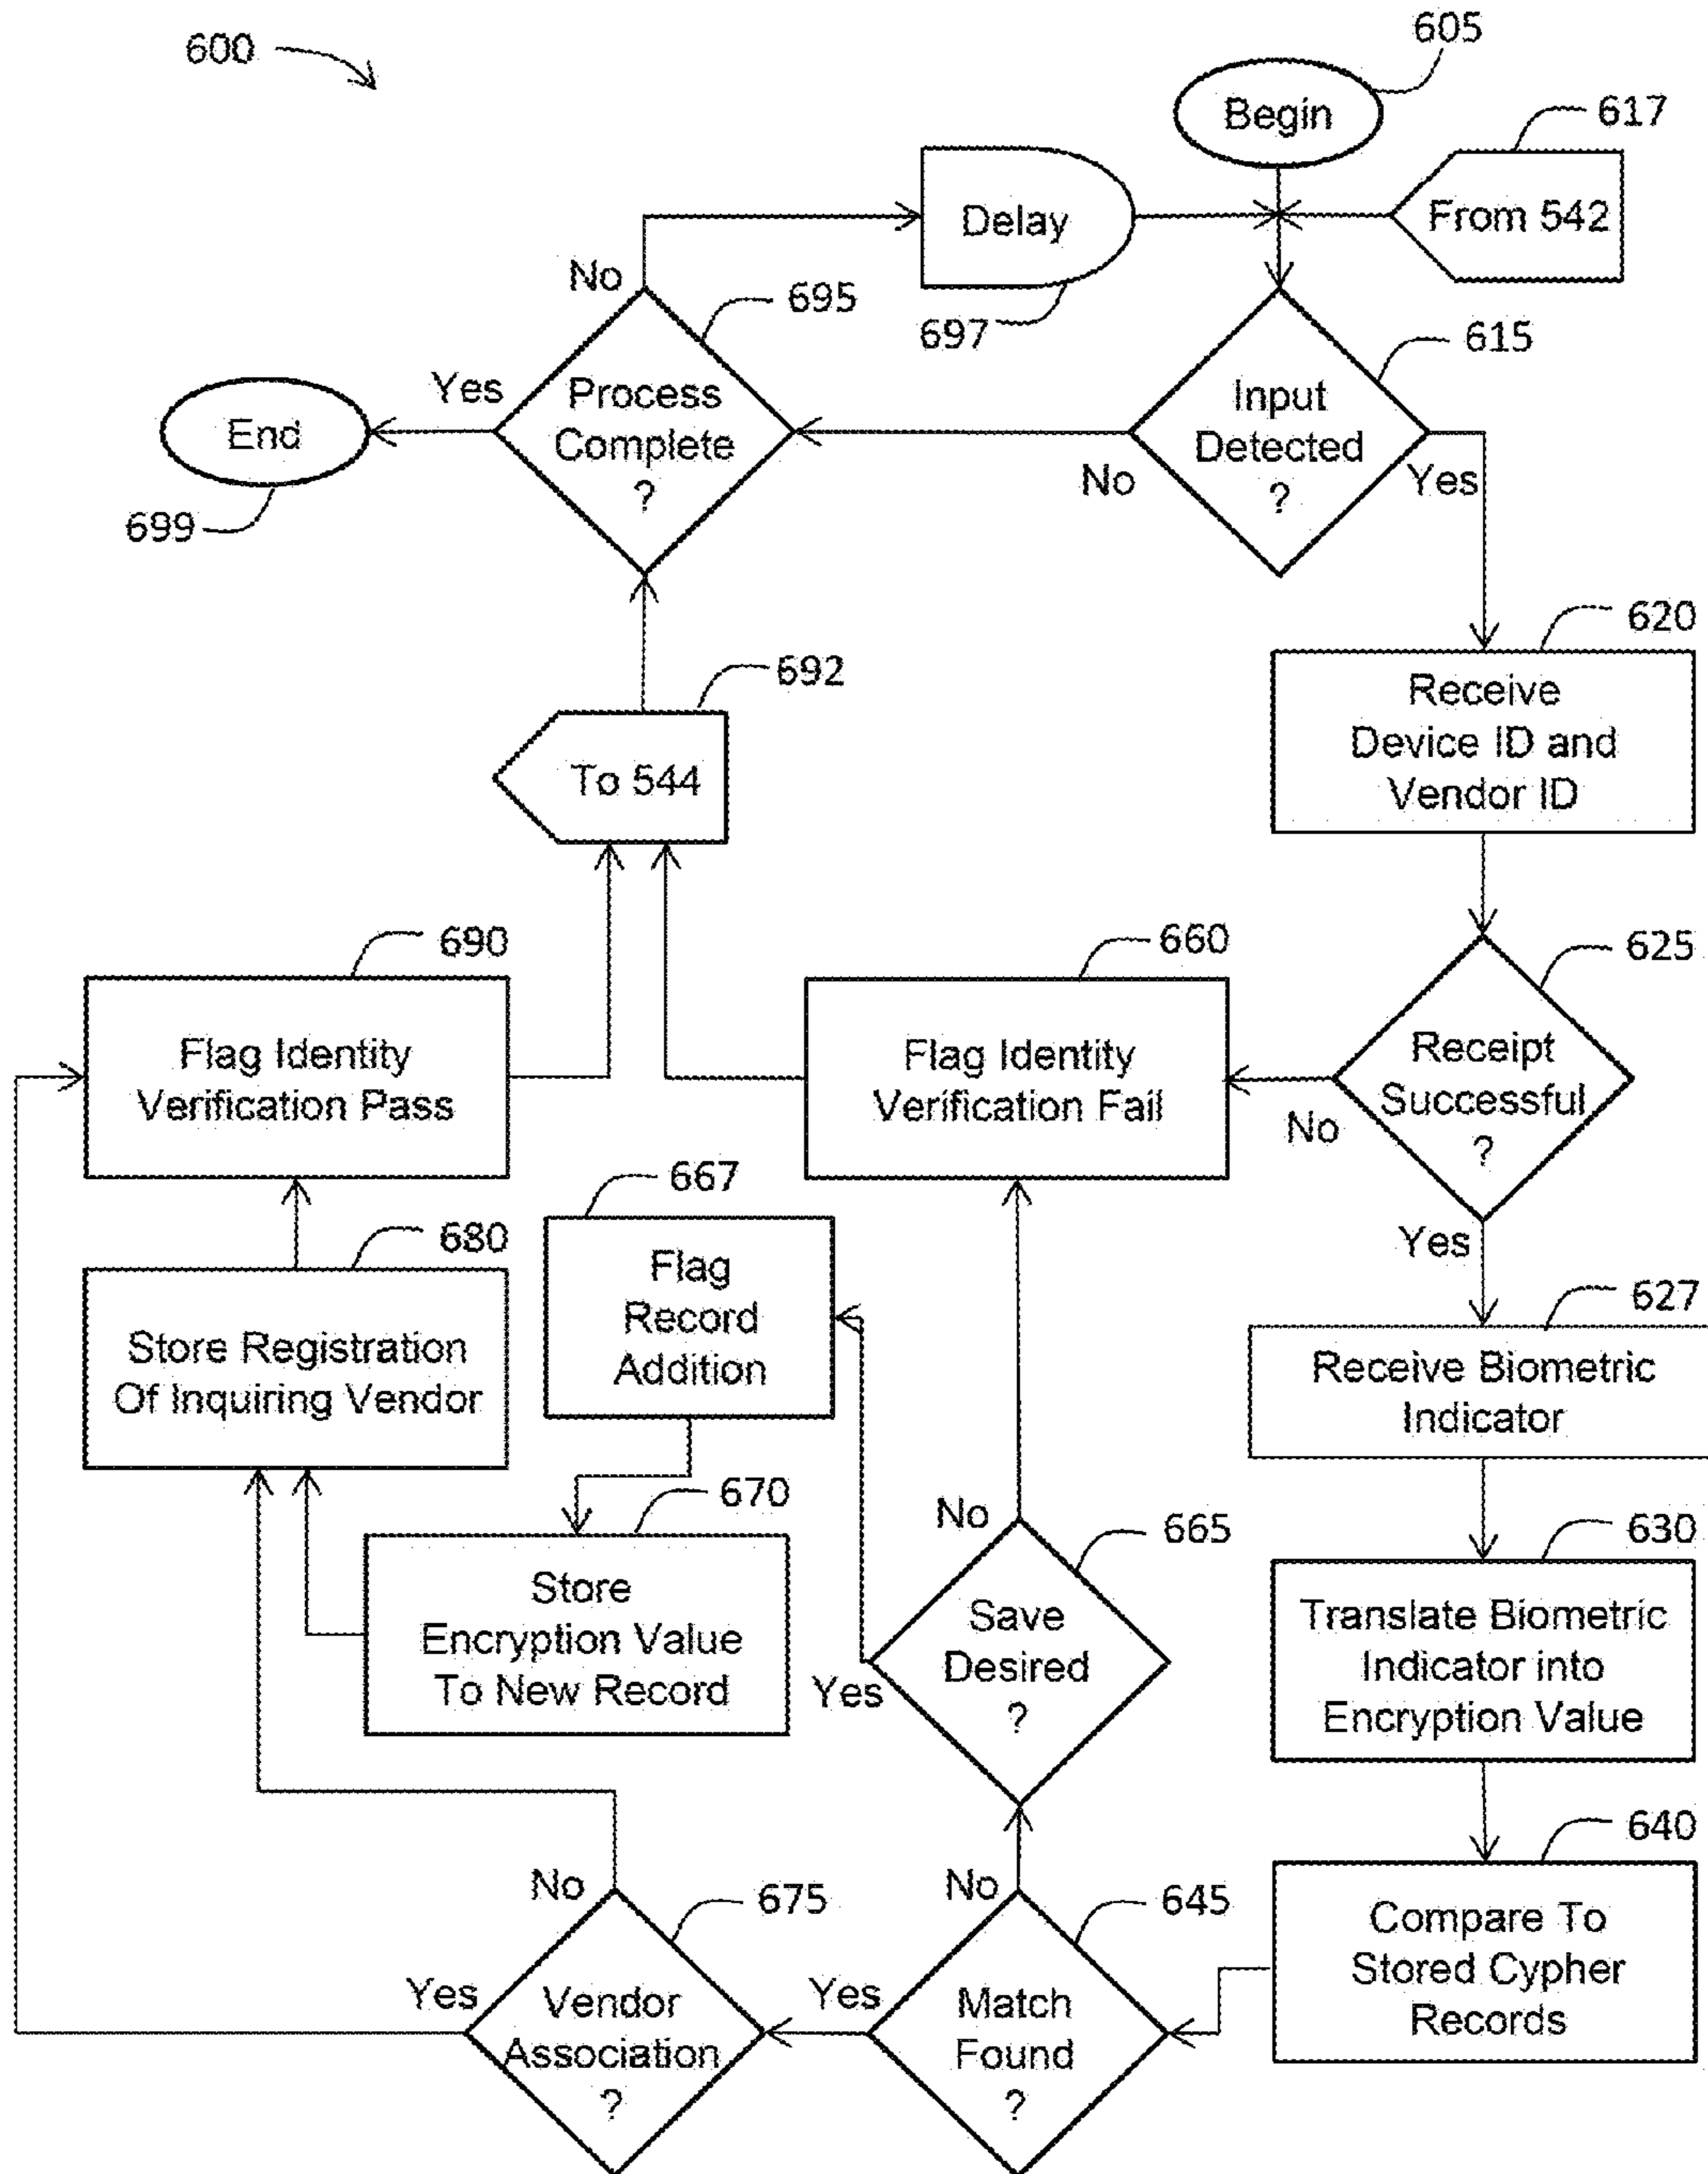 600
605
Begin
617
From 542
Delay
697
No
695
Process
Complete
?
Yes
End
699
615
Input
Detected
?
No
Yes
620
Receive
Device ID and
Vendor ID
692
To 544
690
Flag Identity
Verification Pass
660
Flag Identity
Verification Fail
625
Receipt
Successful
?
No
Yes
667
Flag
Record
Addition
680
Store Registration
Of Inquiring Vendor
627
Receive Biometric
Indicator
670
Store
Encryption Value
To New Record
No
665
Save
Desired
?
Yes
630
Translate Biometric
Indicator into
Encryption Value
640
Compare To
Stored Cypher
Records
No
675
Vendor
Association
?
Yes
No
645
Match
Found
?
Yes